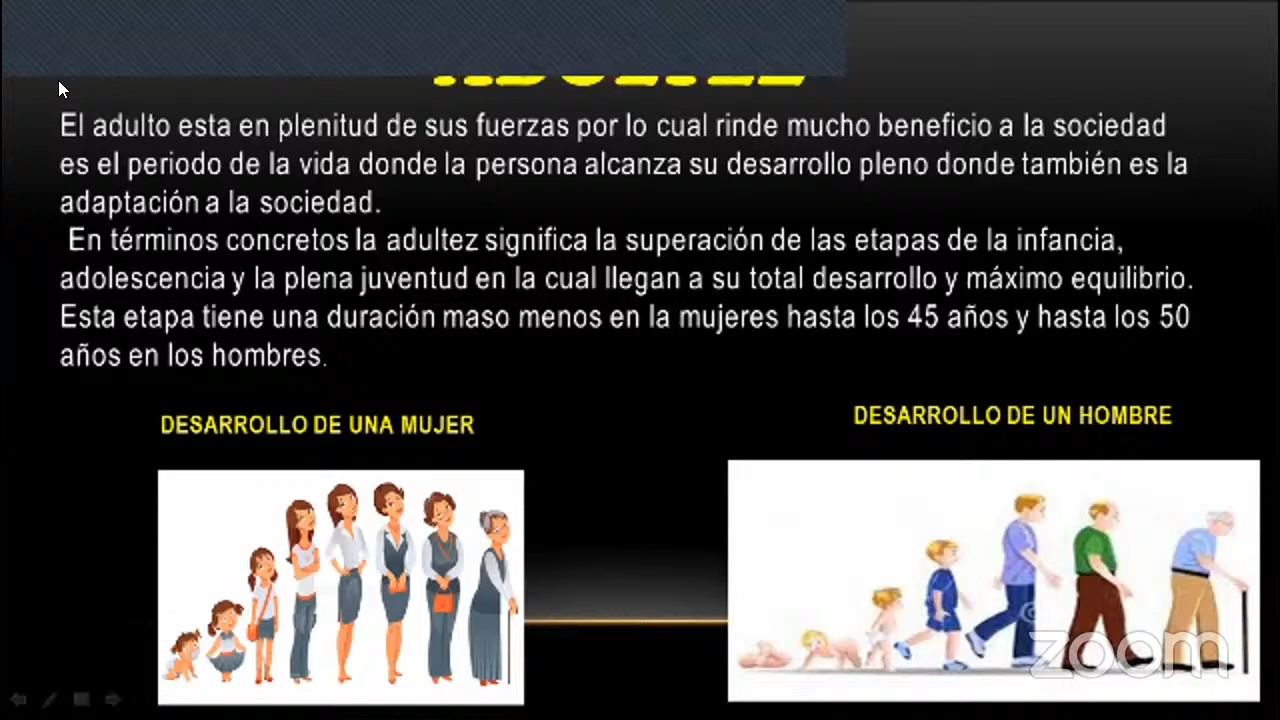 El adulto esta en plenitud de sus fuerzas por lo cual rinde mucho beneficio a la sociedad
es el periodo de la vida donde la persona alcanza su desarrollo pleno donde también es la
adaptación a la sociedad.
En términos concretos la adultez significa la superación de las etapas de la infancia,
adolescencia y la plena juventud en la cual llegan a su total desarrollo y máximo equilibrio.
Esta etapa tiene una duración maso menos en la mujeres hasta los 45 años y hasta los 50
años en los hombres.
DESARROLLO DE UNA MUJER
DESARROLLO DE UN HOMBRE
zoom